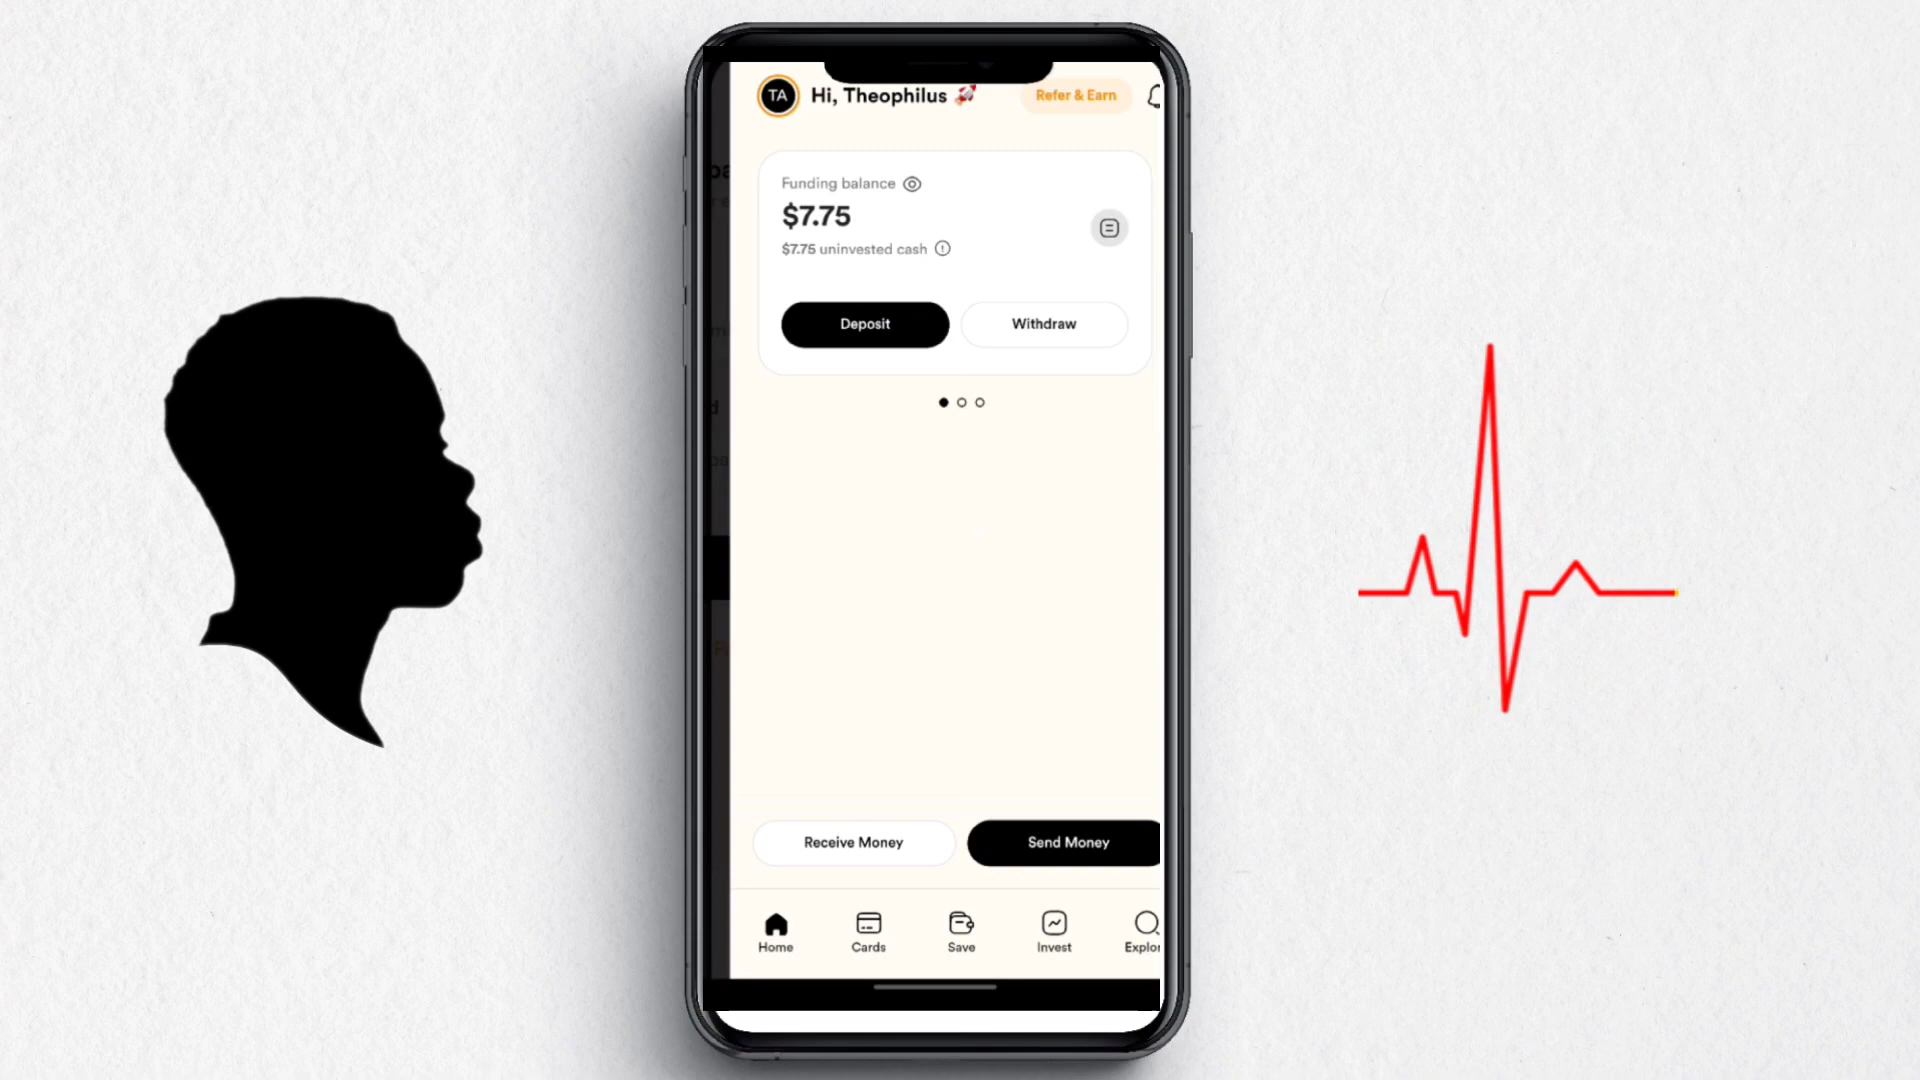 TA
Hi, Theophilus 🚀
Refer & Earn
Funding balance
$7.75
$7.75 uninvested cash
Deposit
Withdraw
Receive Money
Send Money
Home
Cards
Save
Invest
Explor